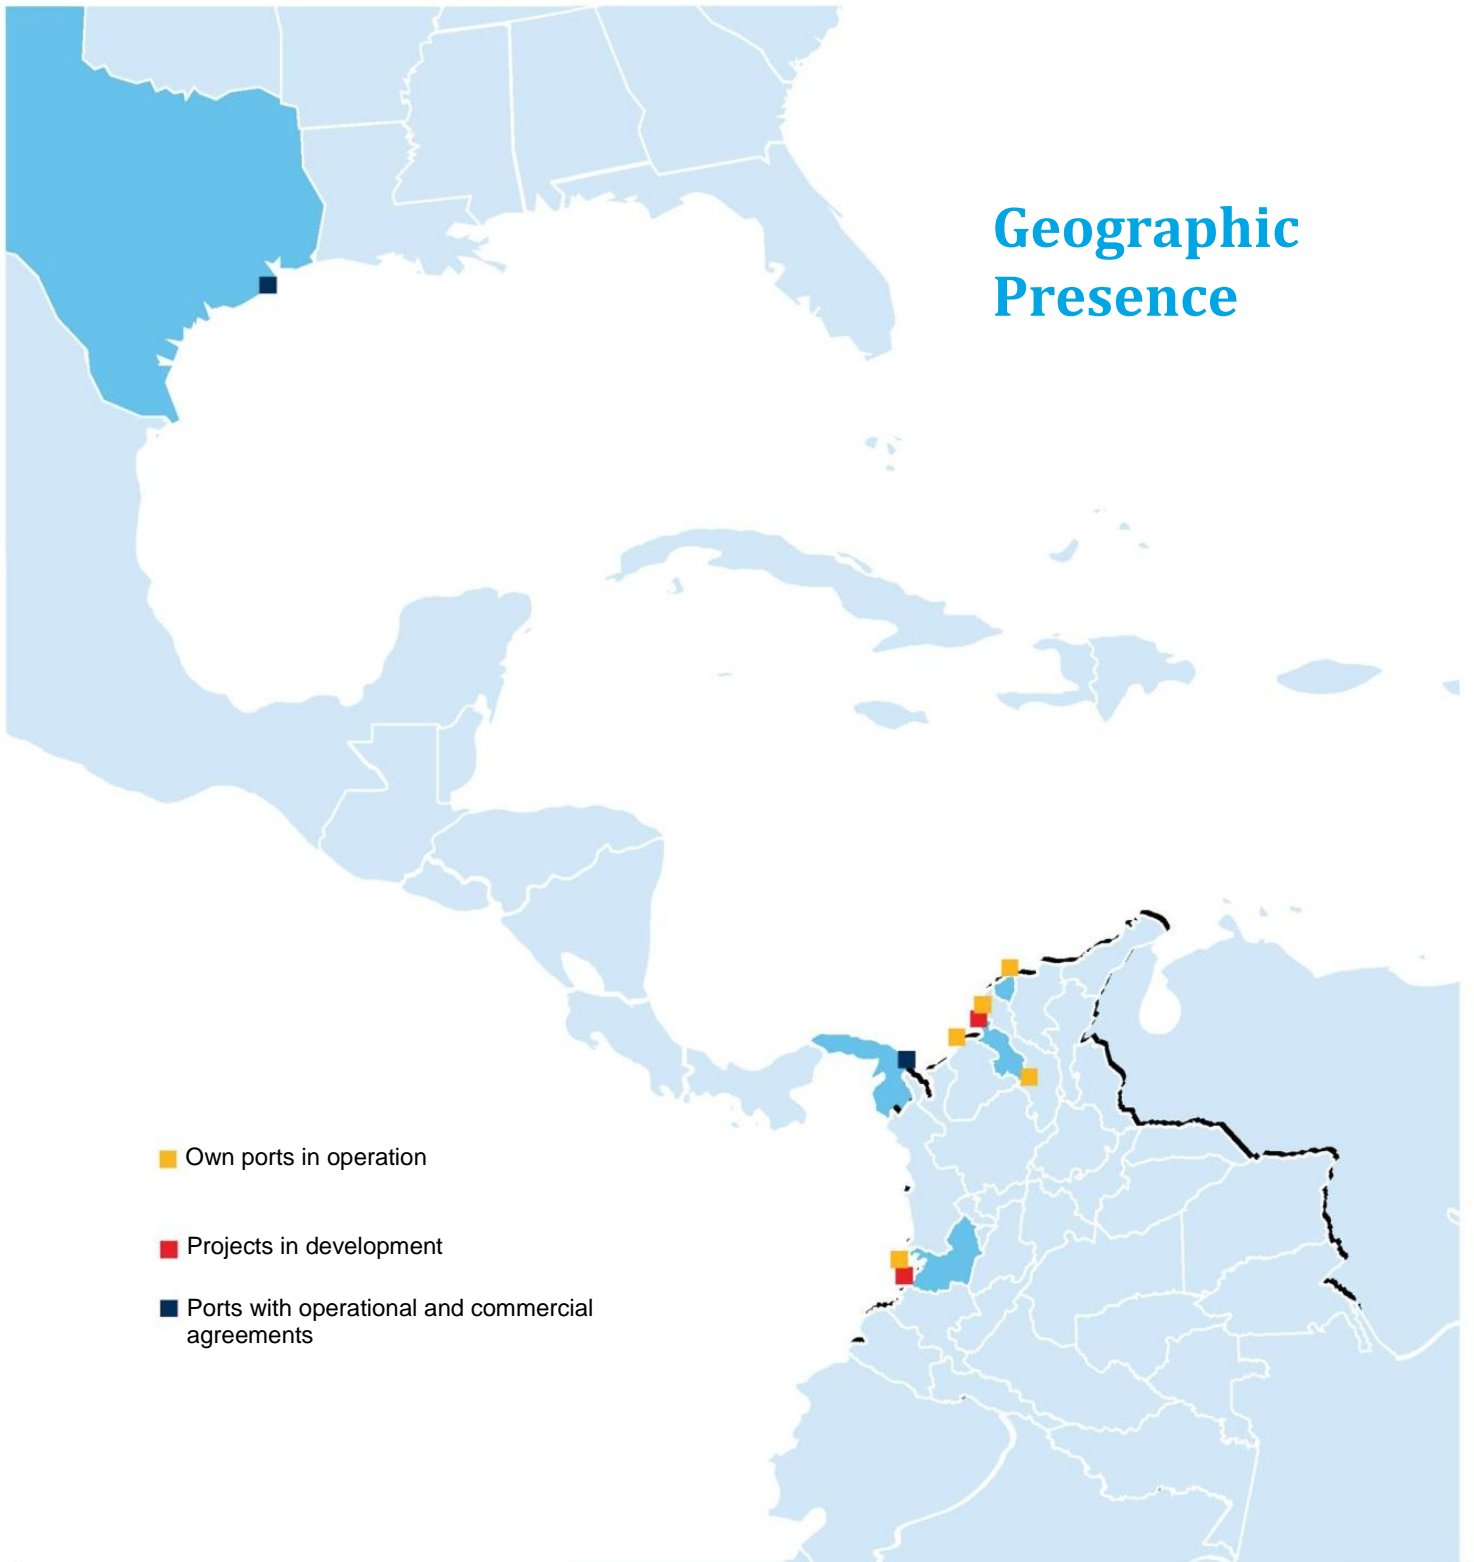 Geographic
Presence
Own ports in operation
Projects in development
Ports with operational and commercial
agreements